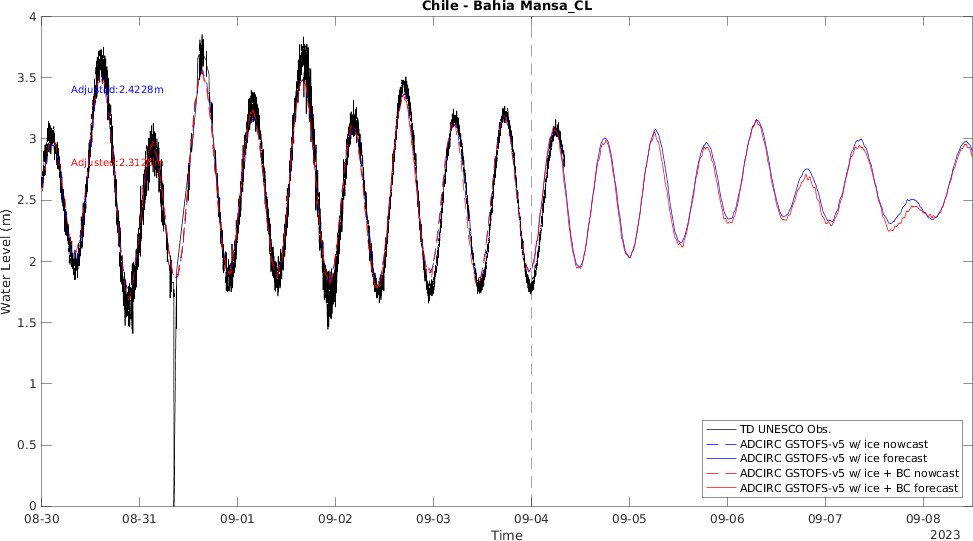 Chile - Bahia Mansa_CL
Water Level (m)
4
3.5
3
2.5
2
1.5
1
0.5
0
Adjusted:2.4228m
Adjusted:2.312
TD UNESCO Obs.
ADCIRC GSTOFS-v5 w/ ice nowcast
ADCIRC GSTOFS-v5 w/ ice forecast
ADCIRC GSTOFS-v5 w/ ice + BC nowcast
ADCIRC GSTOFS-v5 w/ ice + BC forecast
08-30 08-31 09-01 09-02 09-03 09-04 09-05 09-06 09-07 09-08
Time
2023